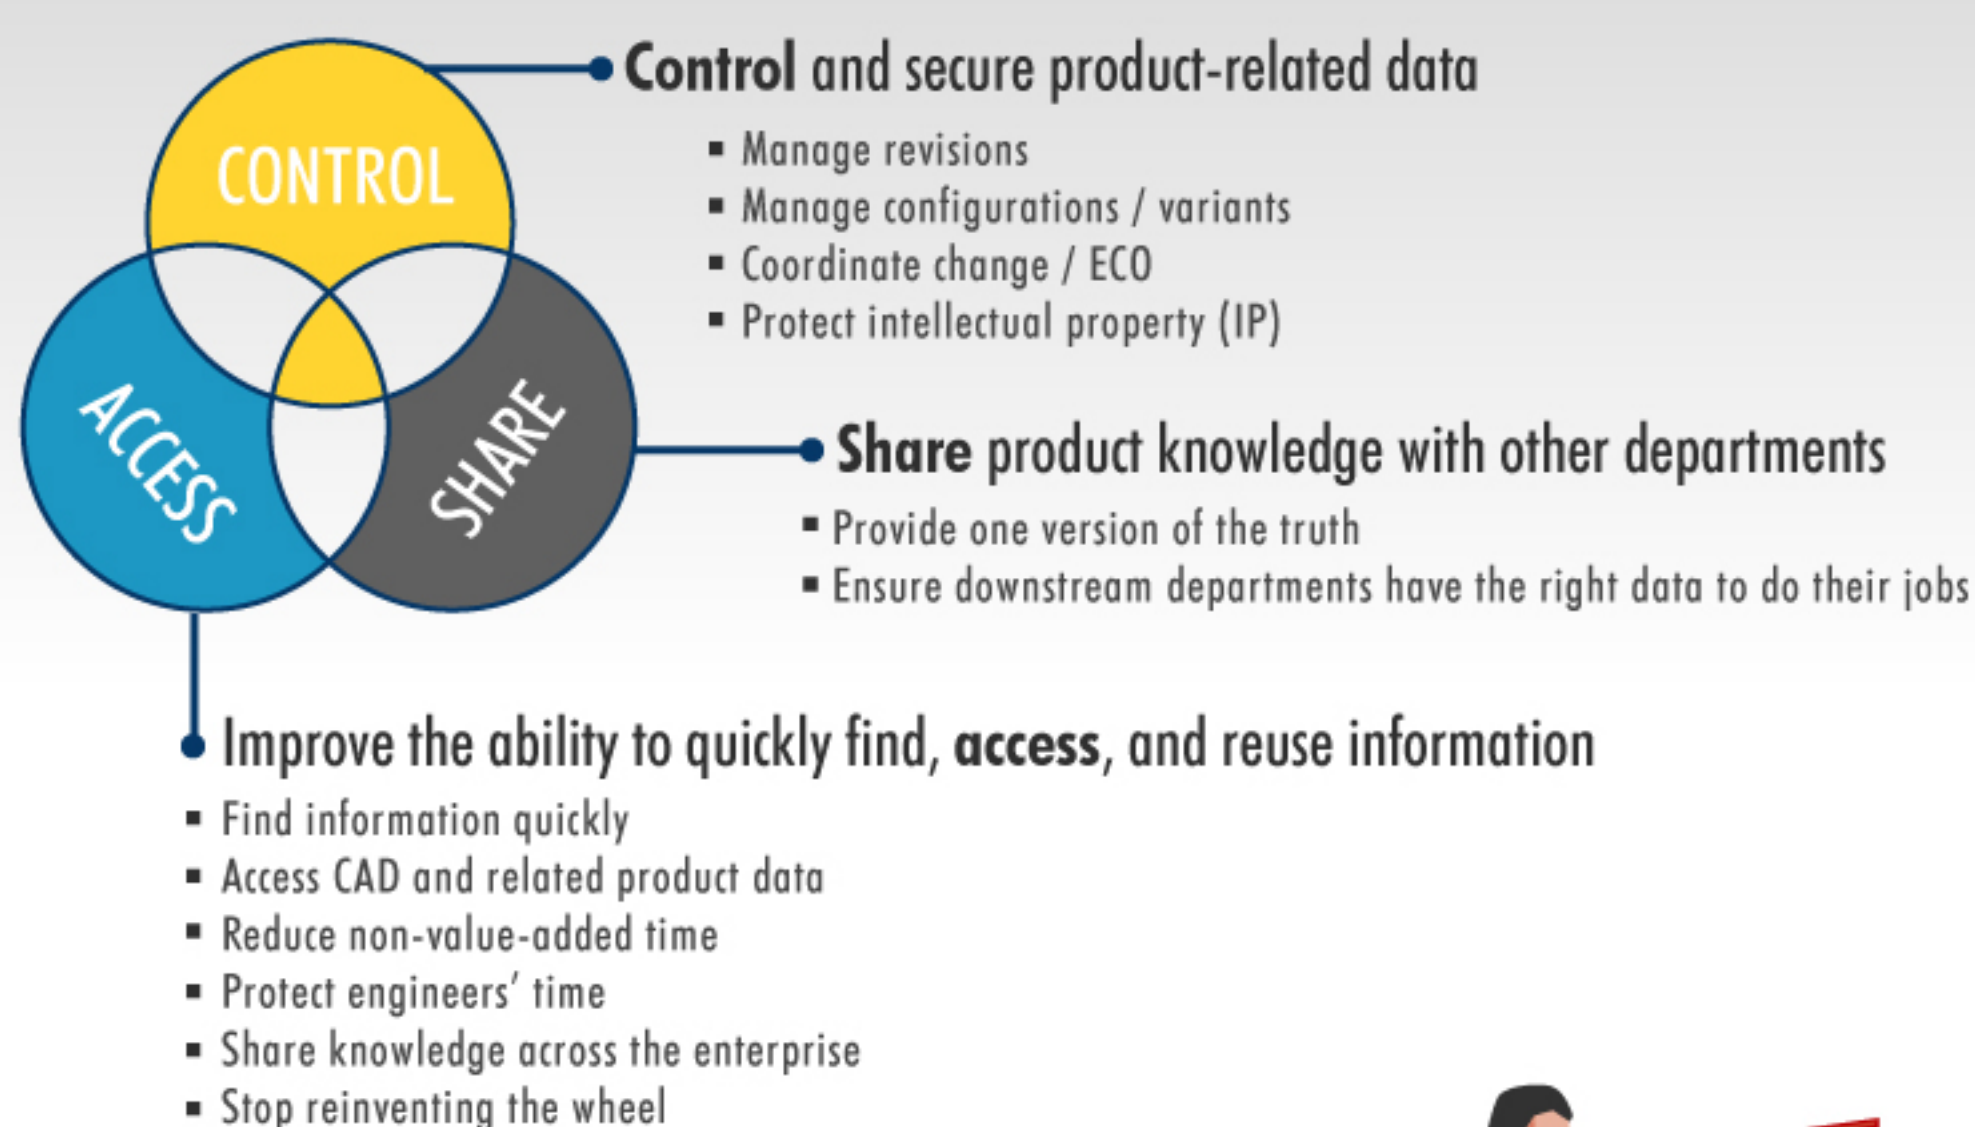 CONTROL
ACCESS
SHARE
Control and secure product-related data
▪ Manage revisions
▪ Manage configurations / variants
▪ Coordinate change / ECO
▪ Protect intellectual property (IP)
Share product knowledge with other departments
▪ Provide one version of the truth
▪ Ensure downstream departments have the right data to do their jobs
Improve the ability to quickly find, access, and reuse information
▪ Find information quickly
▪ Access CAD and related product data
▪ Reduce non-value-added time
▪ Protect engineers’ time
▪ Share knowledge across the enterprise
▪ Stop reinventing the wheel